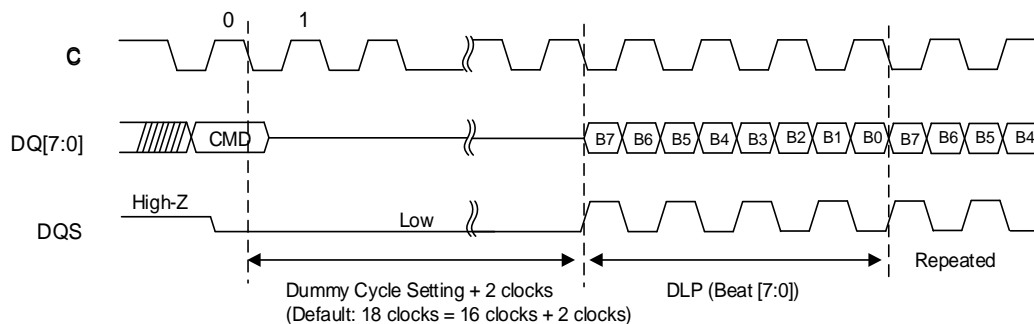 0 1
C
DQ[7:0] CMD B7 B6 B5 B4 B3 B2 B1 B0 B7 B6 B5 B4
High-Z
DQS Low
Repeated
Dummy Cycle Setting + 2 clocks DLP (Beat [7:0])
(Default: 18 clocks = 16 clocks + 2 clocks)